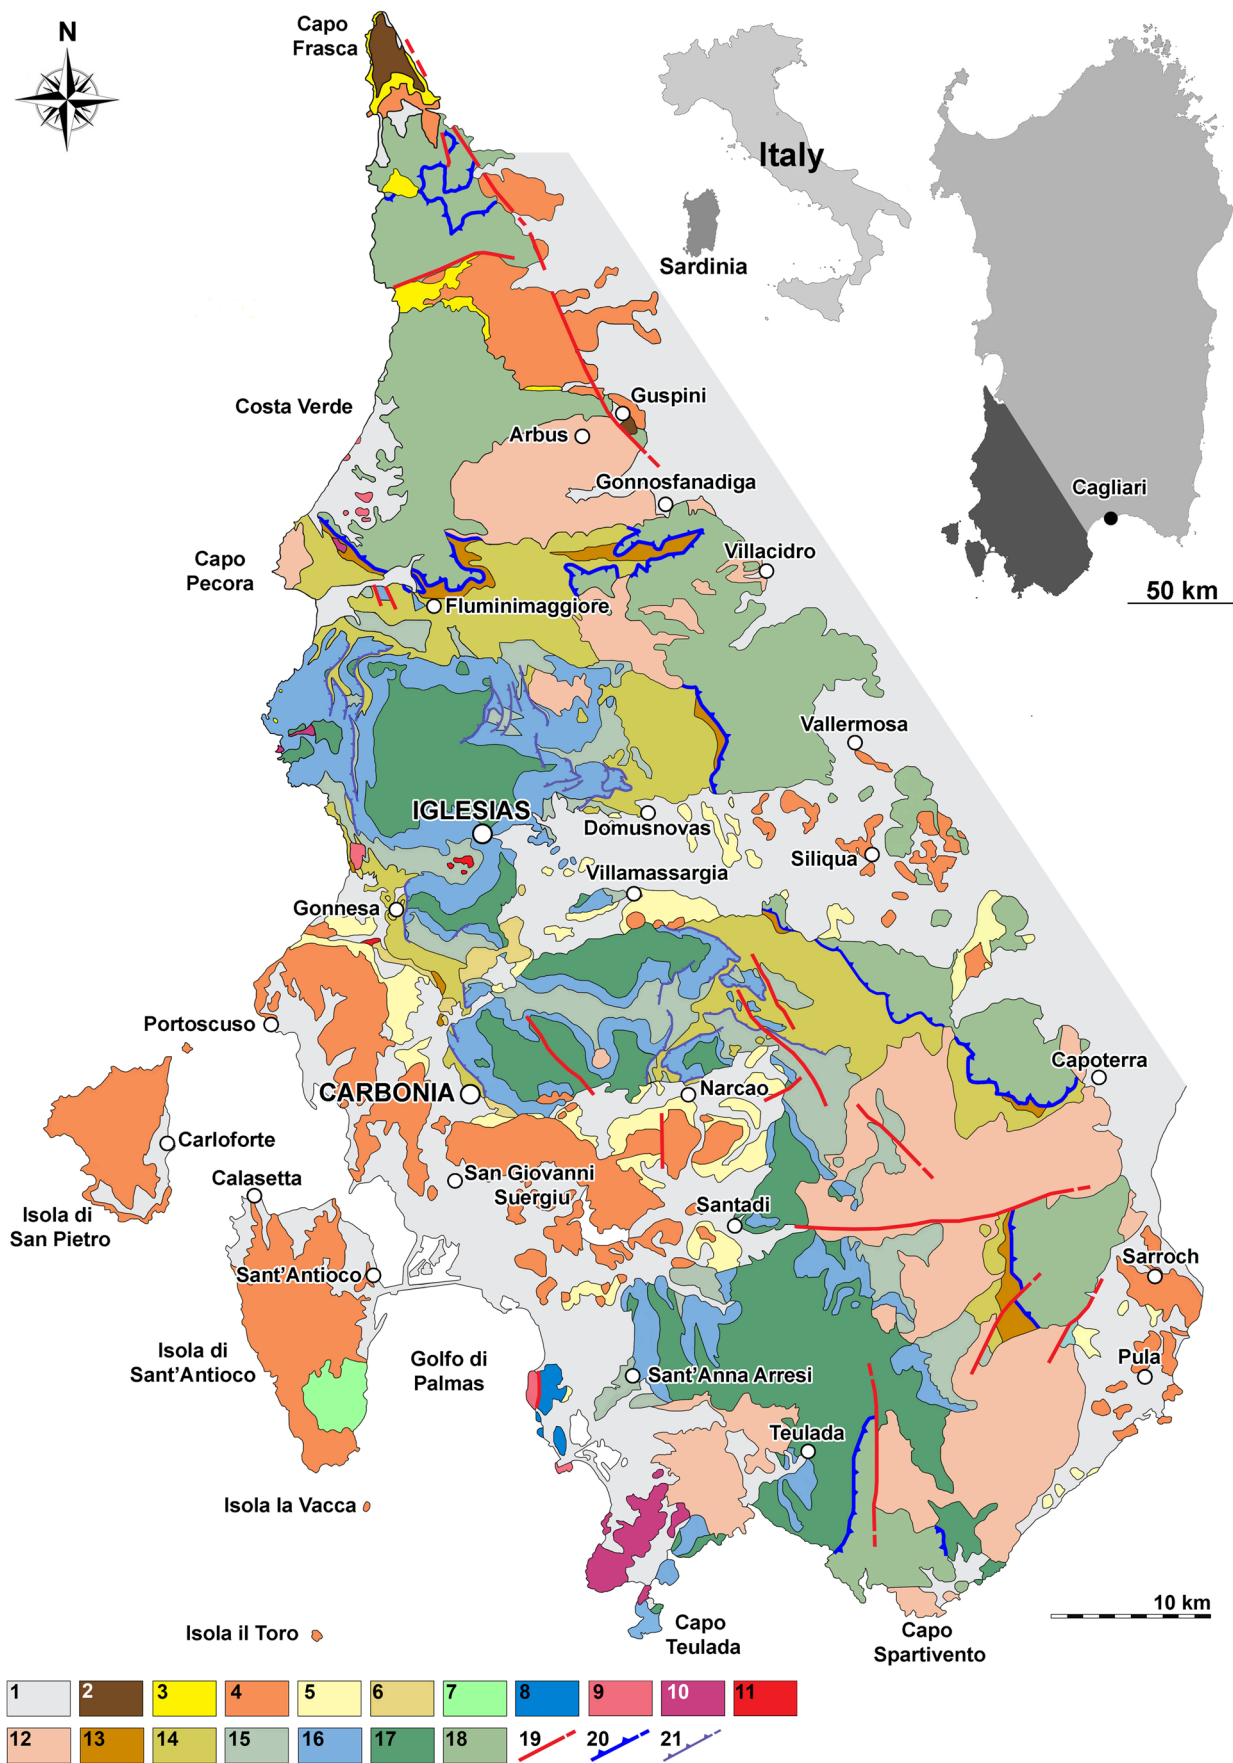 Capo
Frasca
N
Italy
Sardinia
Cagliari
50 km
Costa Verde
Guspini
Arbus
Gonnosfanadiga
Capo
Pecora
Villacidro
Fluminimaggiore
Vallermosa
IGLESIAS
Domusnovas
Siliqua
Villamassargia
Gonnesa
Portoscuso
Capoterra
CARBONIA
Narcao
Carloforte
Calasetta
San Giovanni
Suergiu
Santadi
Isola di
San Pietro
Sant'Antioco
Sarroch
Isola di
Sant'Antioco
Golfo di
Palmas
Sant'Anna Arresi
Pula
Teulada
Isola la Vacca
10 km
Isola il Toro
Capo
Teulada
Capo
Spartivento
1 2 3 4 5 6 7 8 9 10 11
12 13 14 15 16 17 18 19 20 21